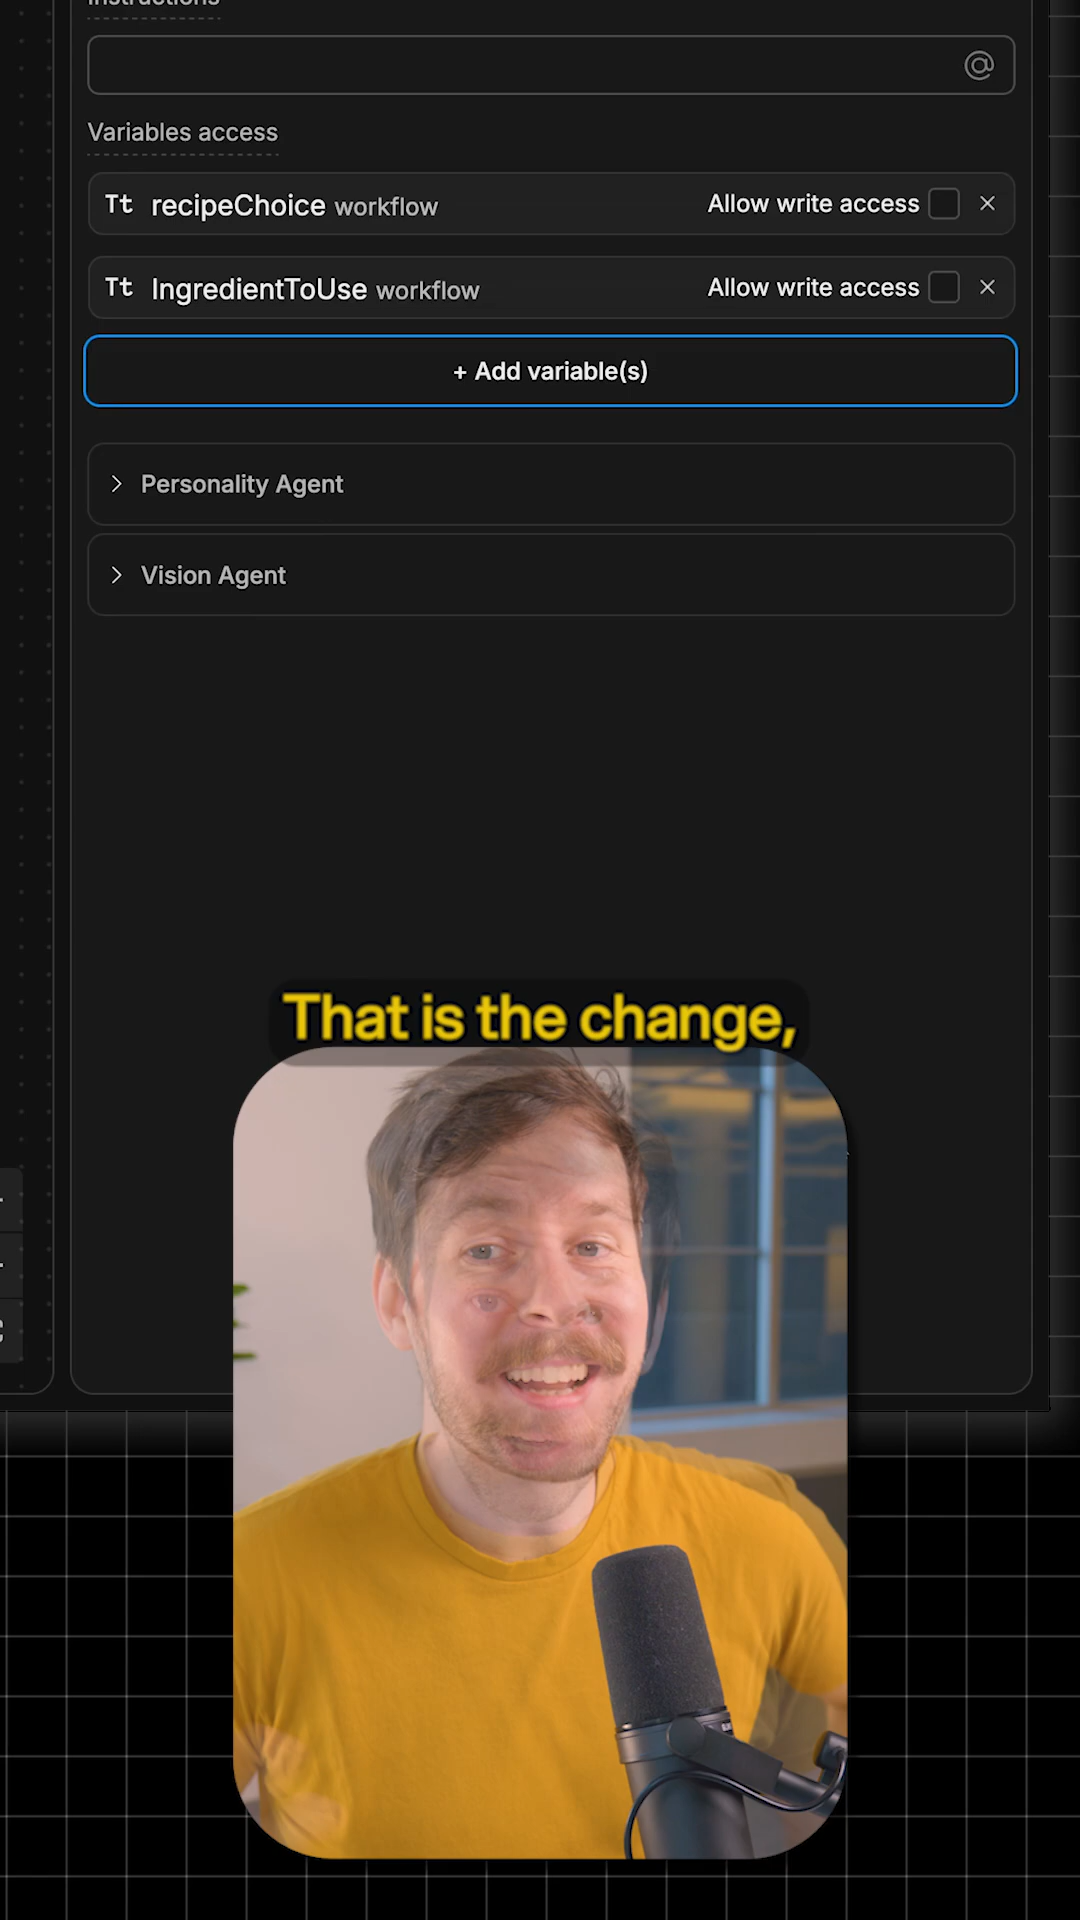 Instructions
@
Variables access
Tt recipeChoice workflow Allow write access ×
Tt IngredientToUse workflow Allow write access ×
+ Add variable(s)
Personality Agent
Vision Agent
That is the change,